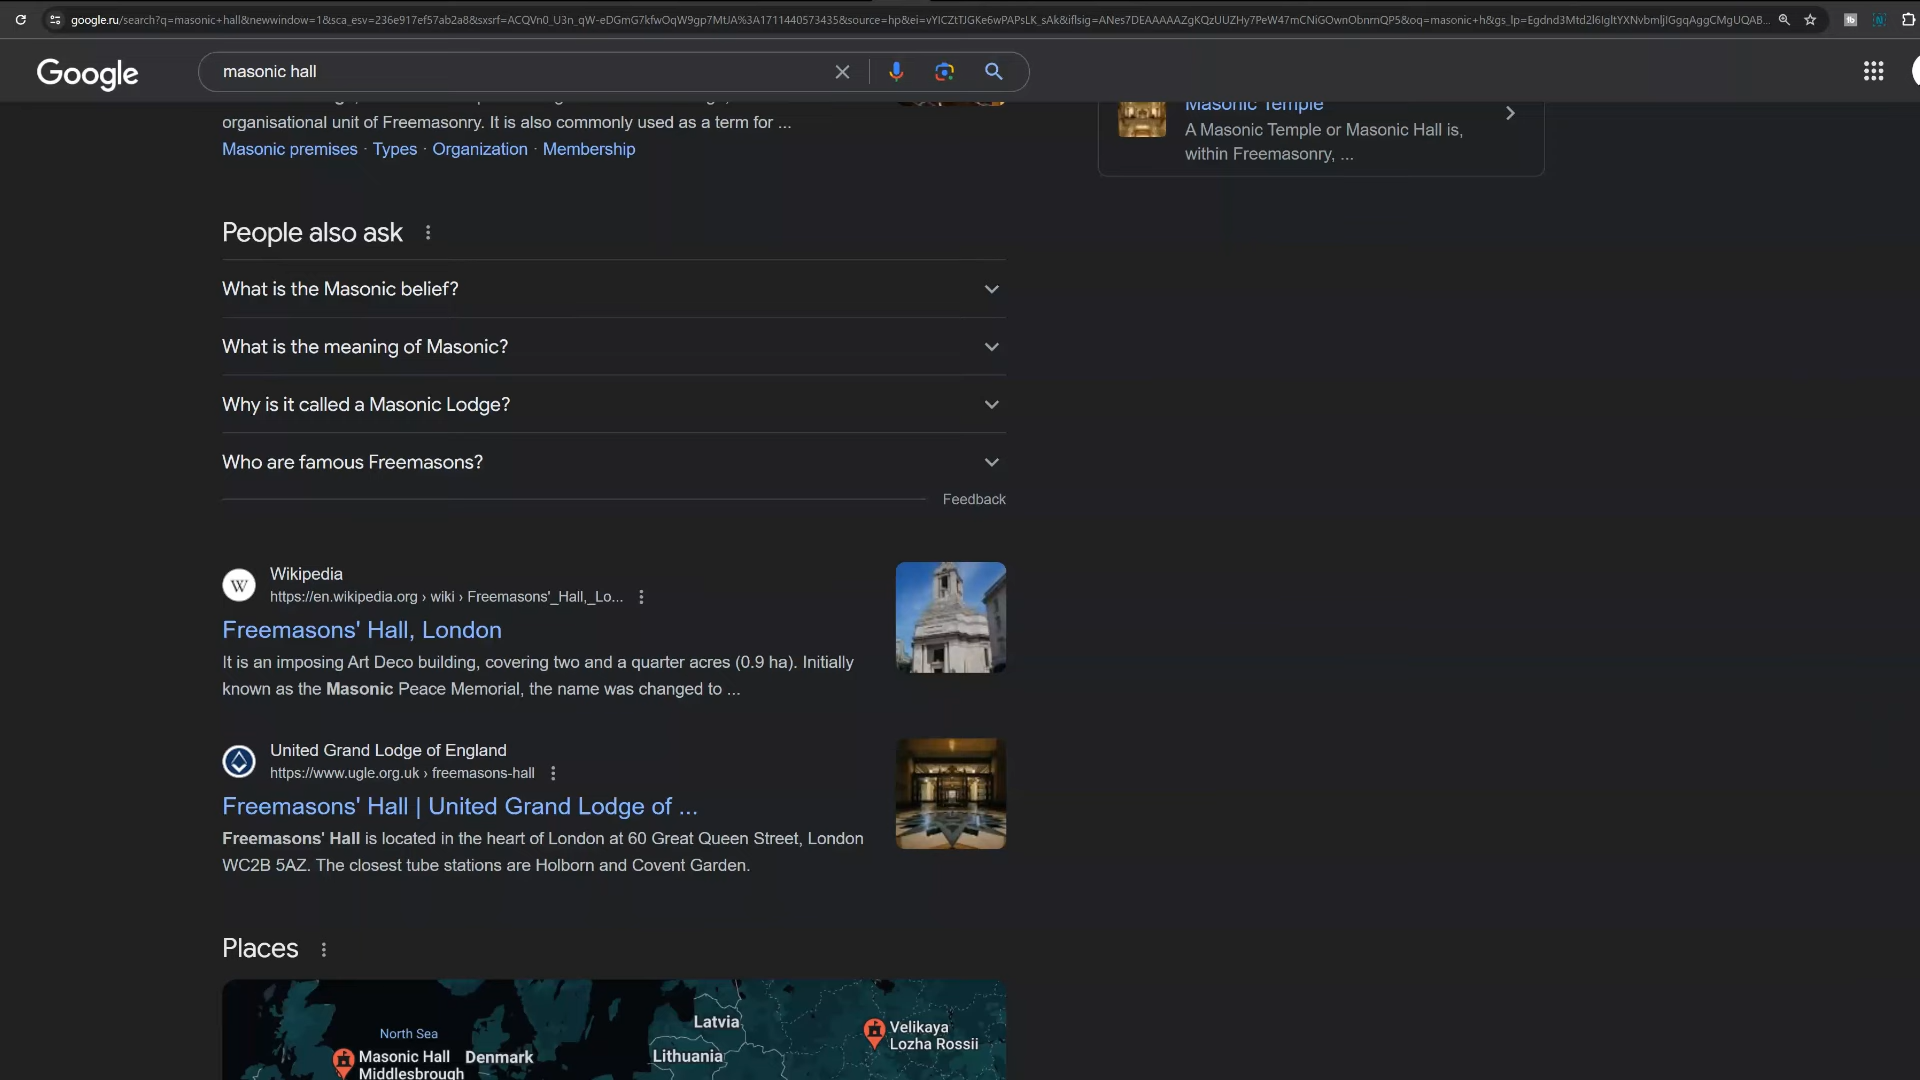 google.ru/search?q=masonic+hall&newwindow=1&sca_esv=236e917ef57ab2a8&sxsrf=ACQVn0_U3n_qW-eDGmG7kfwOqW9gp7MtUA%3A1711440573435&source=hp&ei=vYICZtTJGKe6wPAPsLK_sAk&iflsig=ANes7DEAAAAAZgKQzUUZHy7PeW47mCNiGOwnObnrnQP5&oq=masonic+h&gs_lp=Egdnd3Mtd2l6IgltYXNvbmljIGgqAggCMgUQAB...
Google
masonic hall
organisational unit of Freemasonry. It is also commonly used as a term for ...
Masonic premises · Types · Organization · Membership
Masonic Temple
A Masonic Temple or Masonic Hall is,
within Freemasonry, ...
People also ask
What is the Masonic belief?
What is the meaning of Masonic?
Why is it called a Masonic Lodge?
Who are famous Freemasons?
Feedback
W
Wikipedia
https://en.wikipedia.org › wiki › Freemasons'_Hall,_Lo...
Freemasons' Hall, London
It is an imposing Art Deco building, covering two and a quarter acres (0.9 ha). Initially
known as the Masonic Peace Memorial, the name was changed to ...
United Grand Lodge of England
https://www.ugle.org.uk › freemasons-hall
Freemasons' Hall | United Grand Lodge of ...
Freemasons' Hall is located in the heart of London at 60 Great Queen Street, London
WC2B 5AZ. The closest tube stations are Holborn and Covent Garden.
Places
Latvia
Velikaya
Lozha Rossii
North Sea
Masonic Hall
Middlesbrough
Denmark
Lithuania